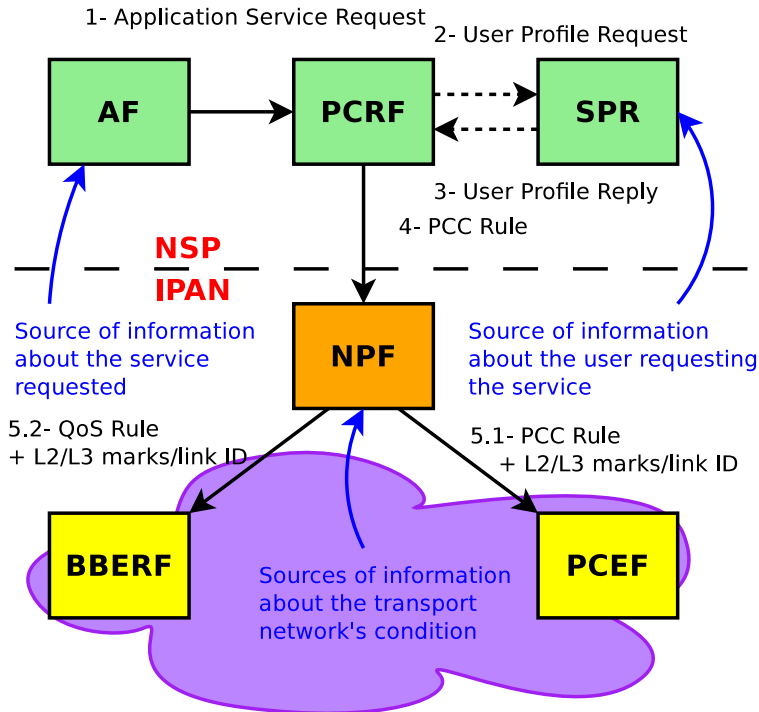 1- Application Service Request
2- User Profile Request
AF
PCRF
SPR
3- User Profile Reply
4- PCC Rule
NSP
IPAN
Source of information
about the service
requested
NPF
Source of information
about the user requesting
the service
5.2- QoS Rule
+ L2/L3 marks/link ID
5.1- PCC Rule
+ L2/L3 marks/link ID
BBERF
Sources of information
about the transport
network's condition
PCEF